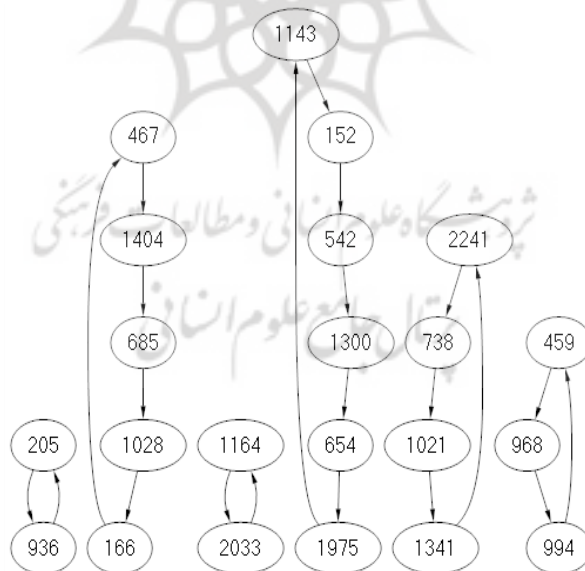 1143
467 152
پژوهشگاه علوم انسانی و مطالعات فرهنگی
1404 542 2241
پرتال جامع علوم انسانی
685 1300 738 459
205 1028 1164 654 1021 968
936 166 2033 1975 1341 994